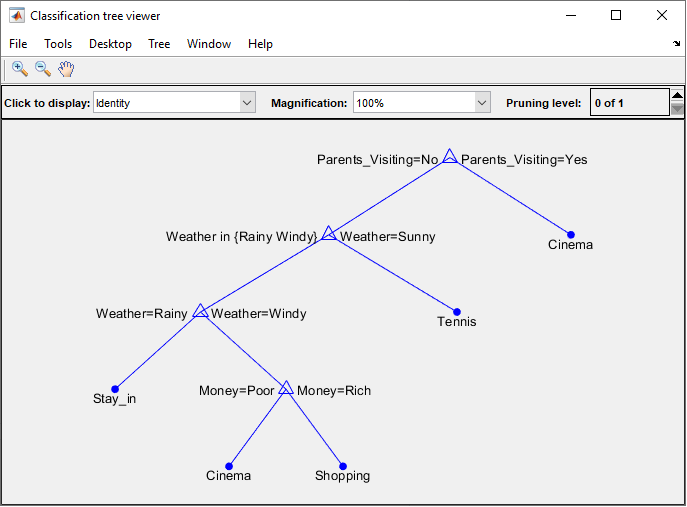 Classification tree viewer
File Tools Desktop Tree Window Help
Click to display: Identity Magnification: 100% Pruning level: 0 of 1
Parents_Visiting=No Parents_Visiting=Yes
Weather in {Rainy Windy} Weather=Sunny
Cinema
Weather=Rainy Weather=Windy
Tennis
Money=Poor Money=Rich
Stay_in
Cinema Shopping